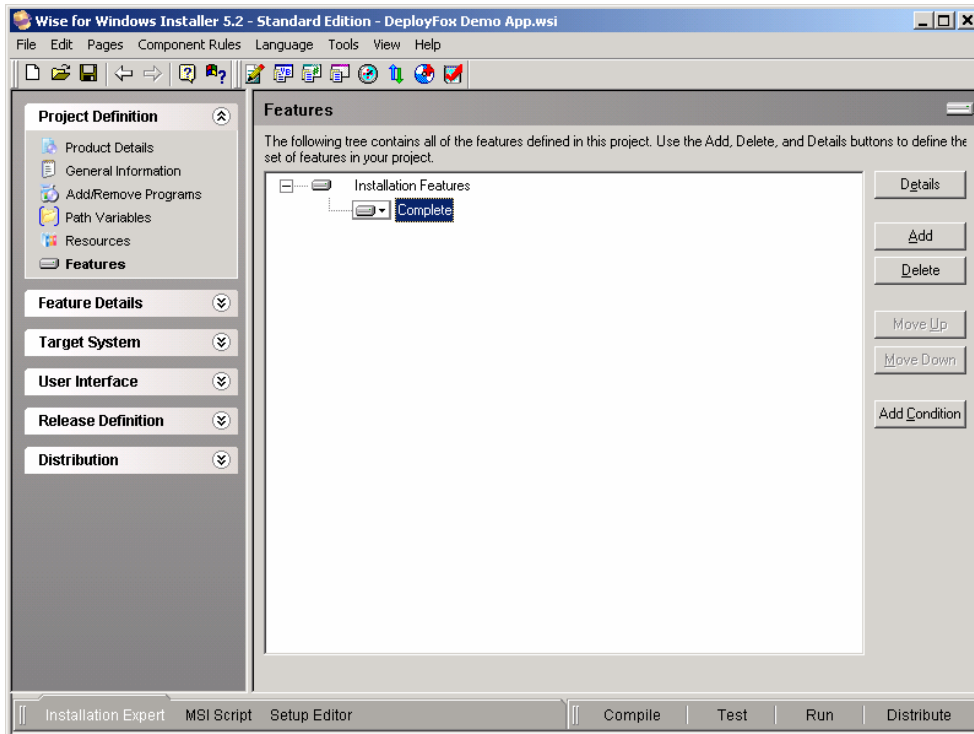 Wise for Windows Installer 5.2 - Standard Edition - DeployFox Demo App.wsi
File Edit Pages Component Rules Language Tools View Help
Project Definition
Product Details
General Information
Add/Remove Programs
Path Variables
Resources
Features
Feature Details
Target System
User Interface
Release Definition
Distribution
Features
The following tree contains all of the features defined in this project. Use the Add, Delete, and Details buttons to define the
set of features in your project.
Installation Features
Complete
Details
Add
Delete
Move Up
Move Down
Add Condition
Installation Expert MSI Script Setup Editor Compile Test Run Distribute